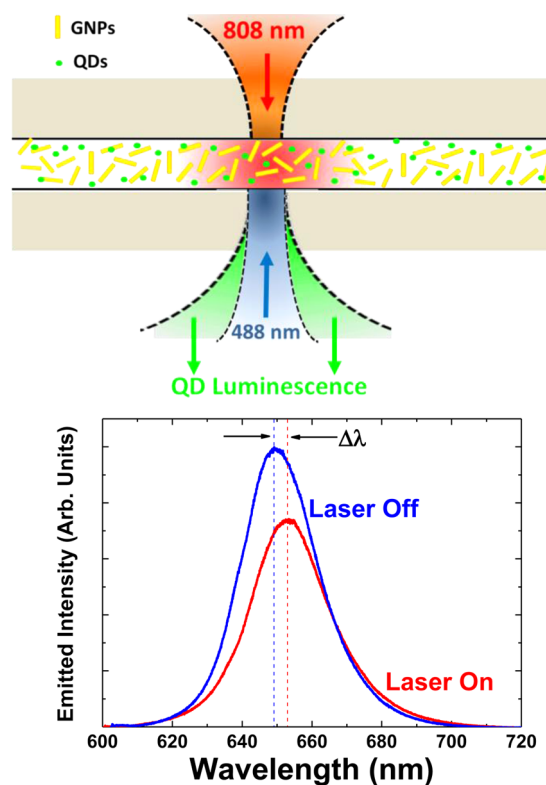 GNPs
QDs
808 nm
488 nm
QD Luminescence
Δλ
Laser Off
Laser On
Emitted Intensity (Arb. Units)
600 620 640 660 680 700 720
Wavelength (nm)